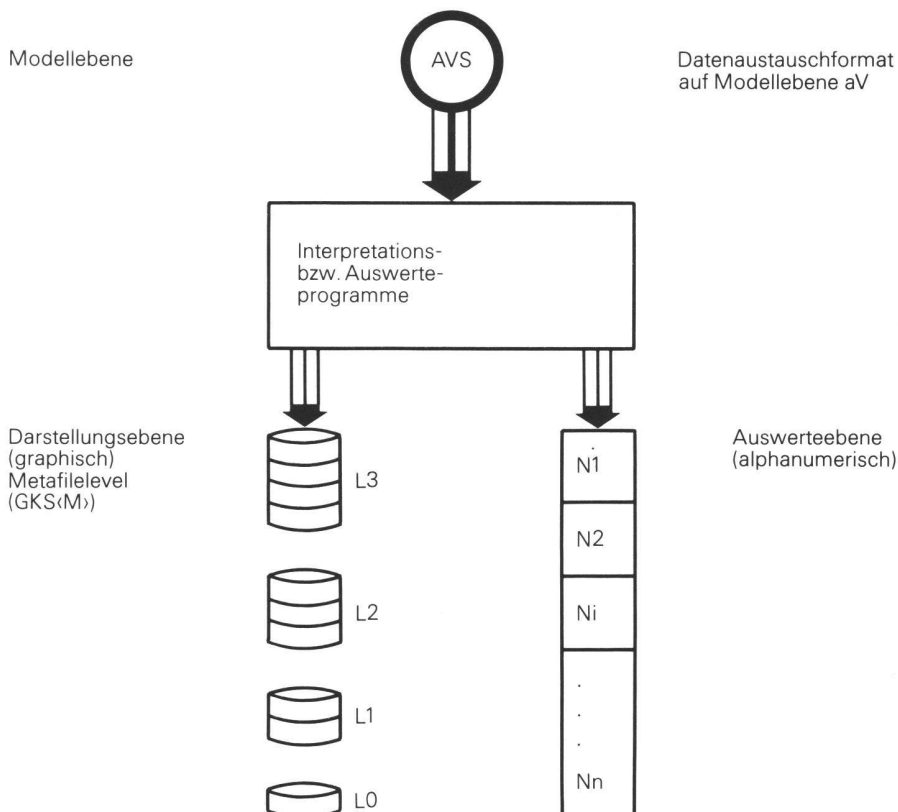 Modellebene
AVS
Datenaustauschformat
auf Modellebene aV
Interpretations-
bzw. Auswerte-
programme
Darstellungsebene
(graphisch)
Metafilelevel
(GKS‹M›)
L3
L2
L1
L0
N1
N2
Ni
.
.
.
Nn
Auswerteebene
(alphanumerisch)